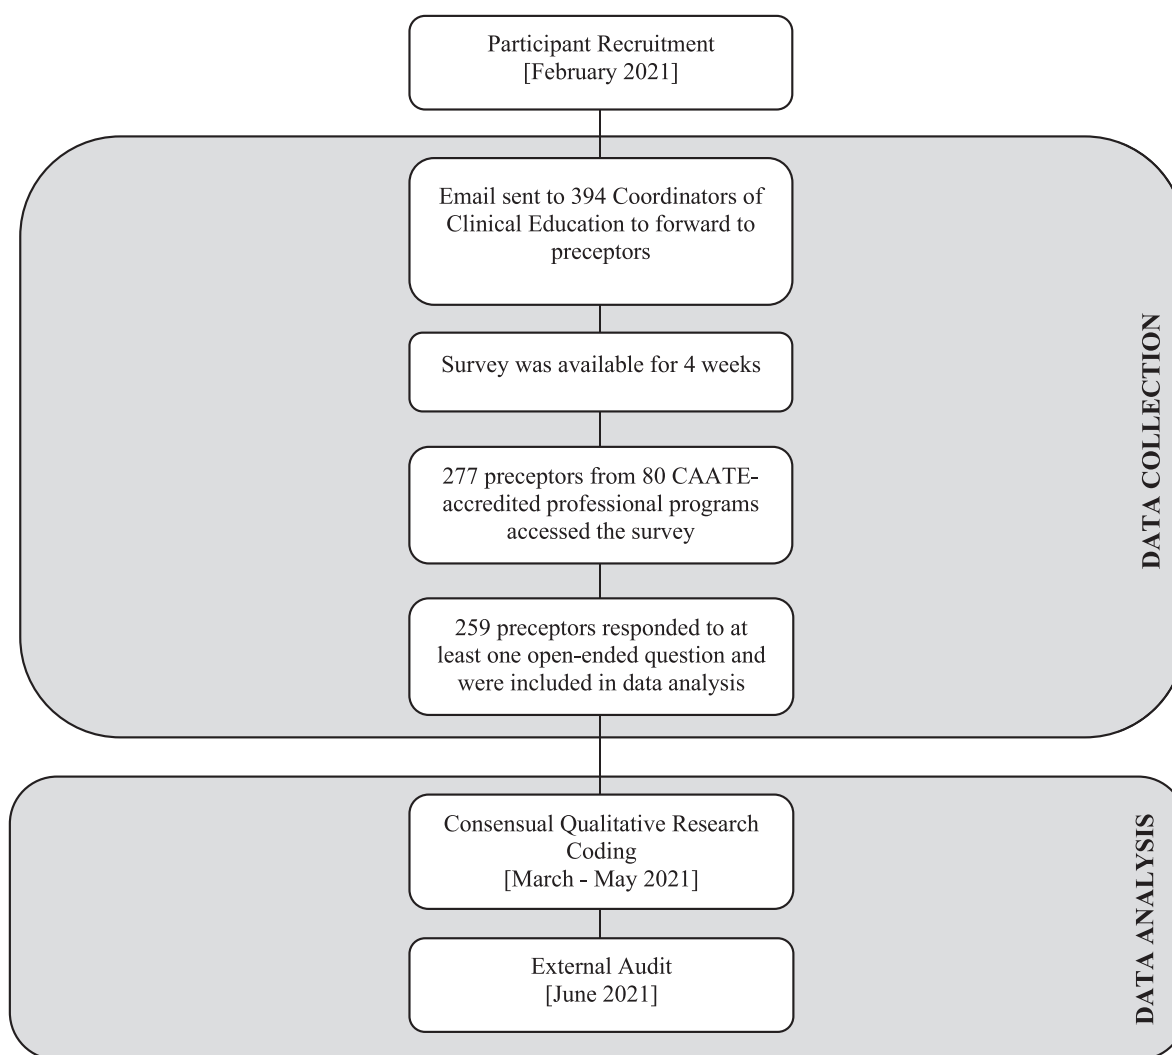 Participant Recruitment
[February 2021]
Email sent to 394 Coordinators of
Clinical Education to forward to
preceptors
Survey was available for 4 weeks
277 preceptors from 80 CAATE-
accredited professional programs
accessed the survey
259 preceptors responded to at
least one open-ended question and
were included in data analysis
DATA COLLECTION
Consensual Qualitative Research
Coding
[March - May 2021]
External Audit
[June 2021]
DATA ANALYSIS